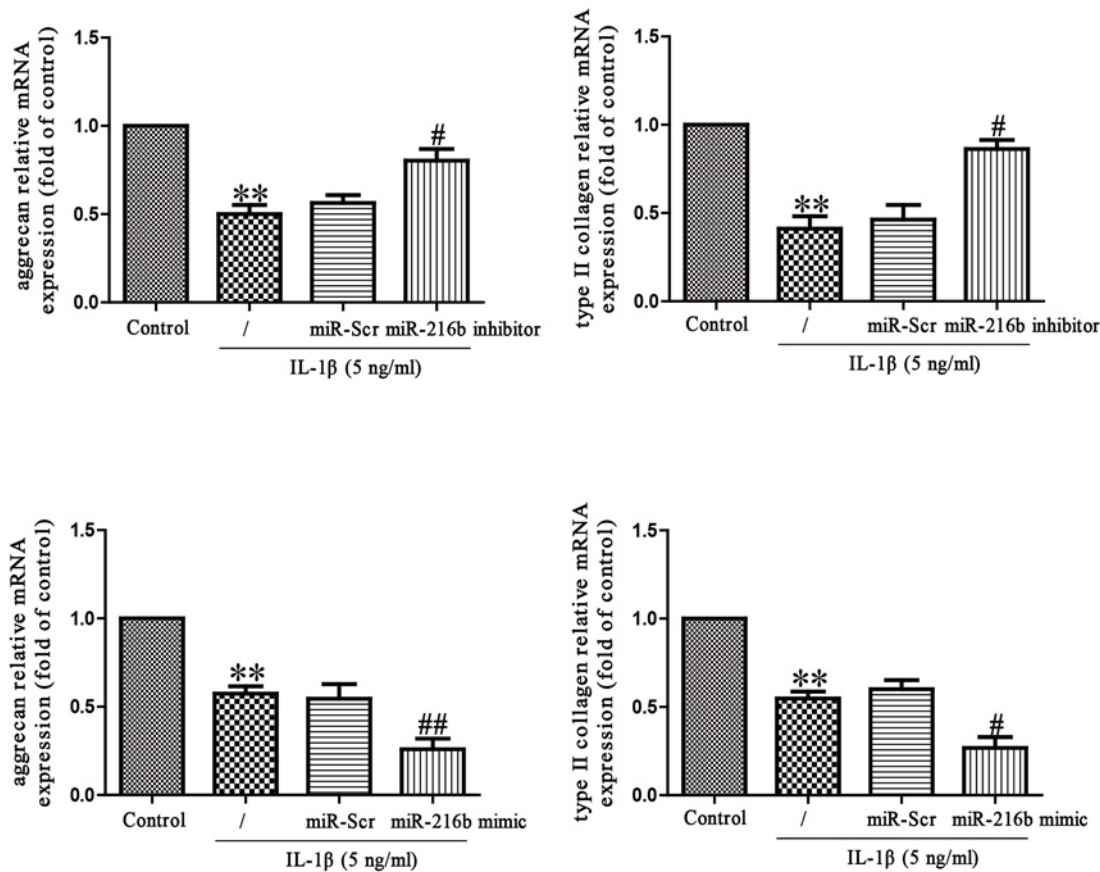 aggrecan relative mRNA
expression (fold of control)
1.5
1.0
0.5
0.0
**
#
Control / miR-Scr miR-216b inhibitor
IL-1β (5 ng/ml)
type II collagen relative mRNA
expression (fold of control)
1.5
1.0
0.5
0.0
**
#
Control / miR-Scr miR-216b inhibitor
IL-1β (5 ng/ml)
aggrecan relative mRNA
expression (fold of control)
1.5
1.0
0.5
0.0
**
##
Control / miR-Scr miR-216b mimic
IL-1β (5 ng/ml)
type II collagen relative mRNA
expression (fold of control)
1.5
1.0
0.5
0.0
**
#
Control / miR-Scr miR-216b mimic
IL-1β (5 ng/ml)